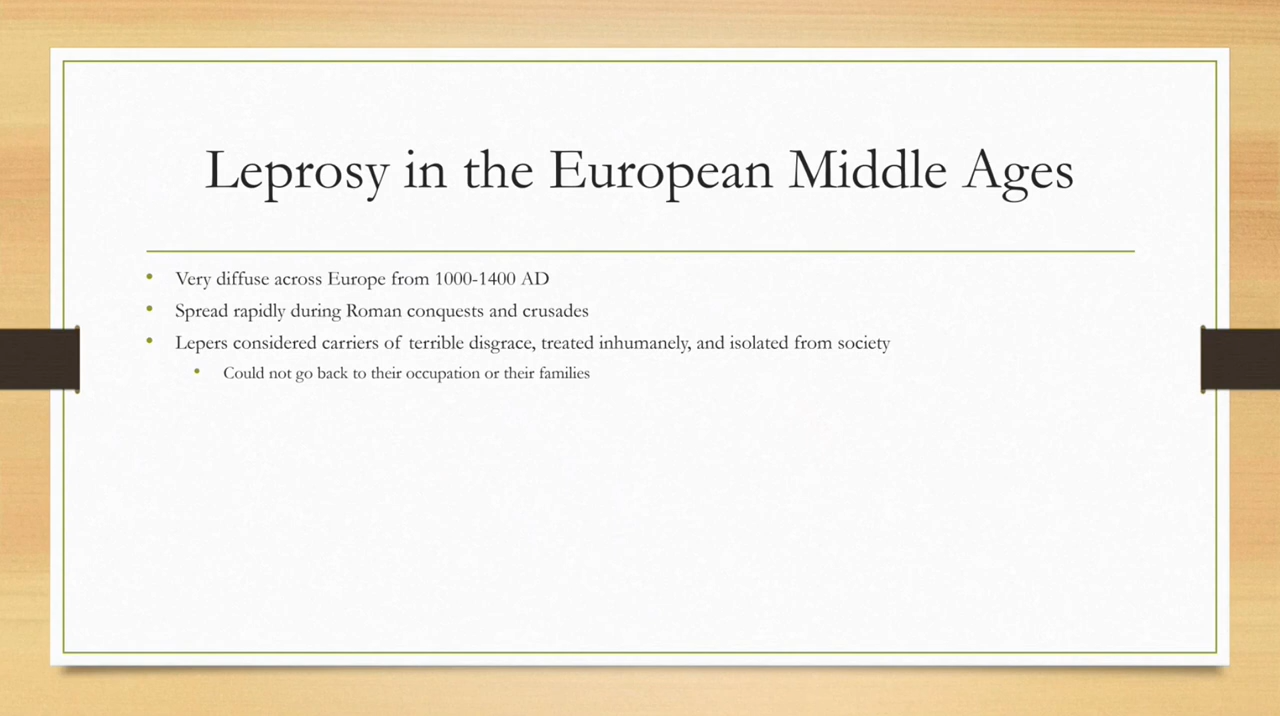 Leprosy in the European Middle Ages
• Very diffuse across Europe from 1000-1400 AD
• Spread rapidly during Roman conquests and crusades
• Lepers considered carriers of terrible disgrace, treated inhumanely, and isolated from society
• Could not go back to their occupation or their families